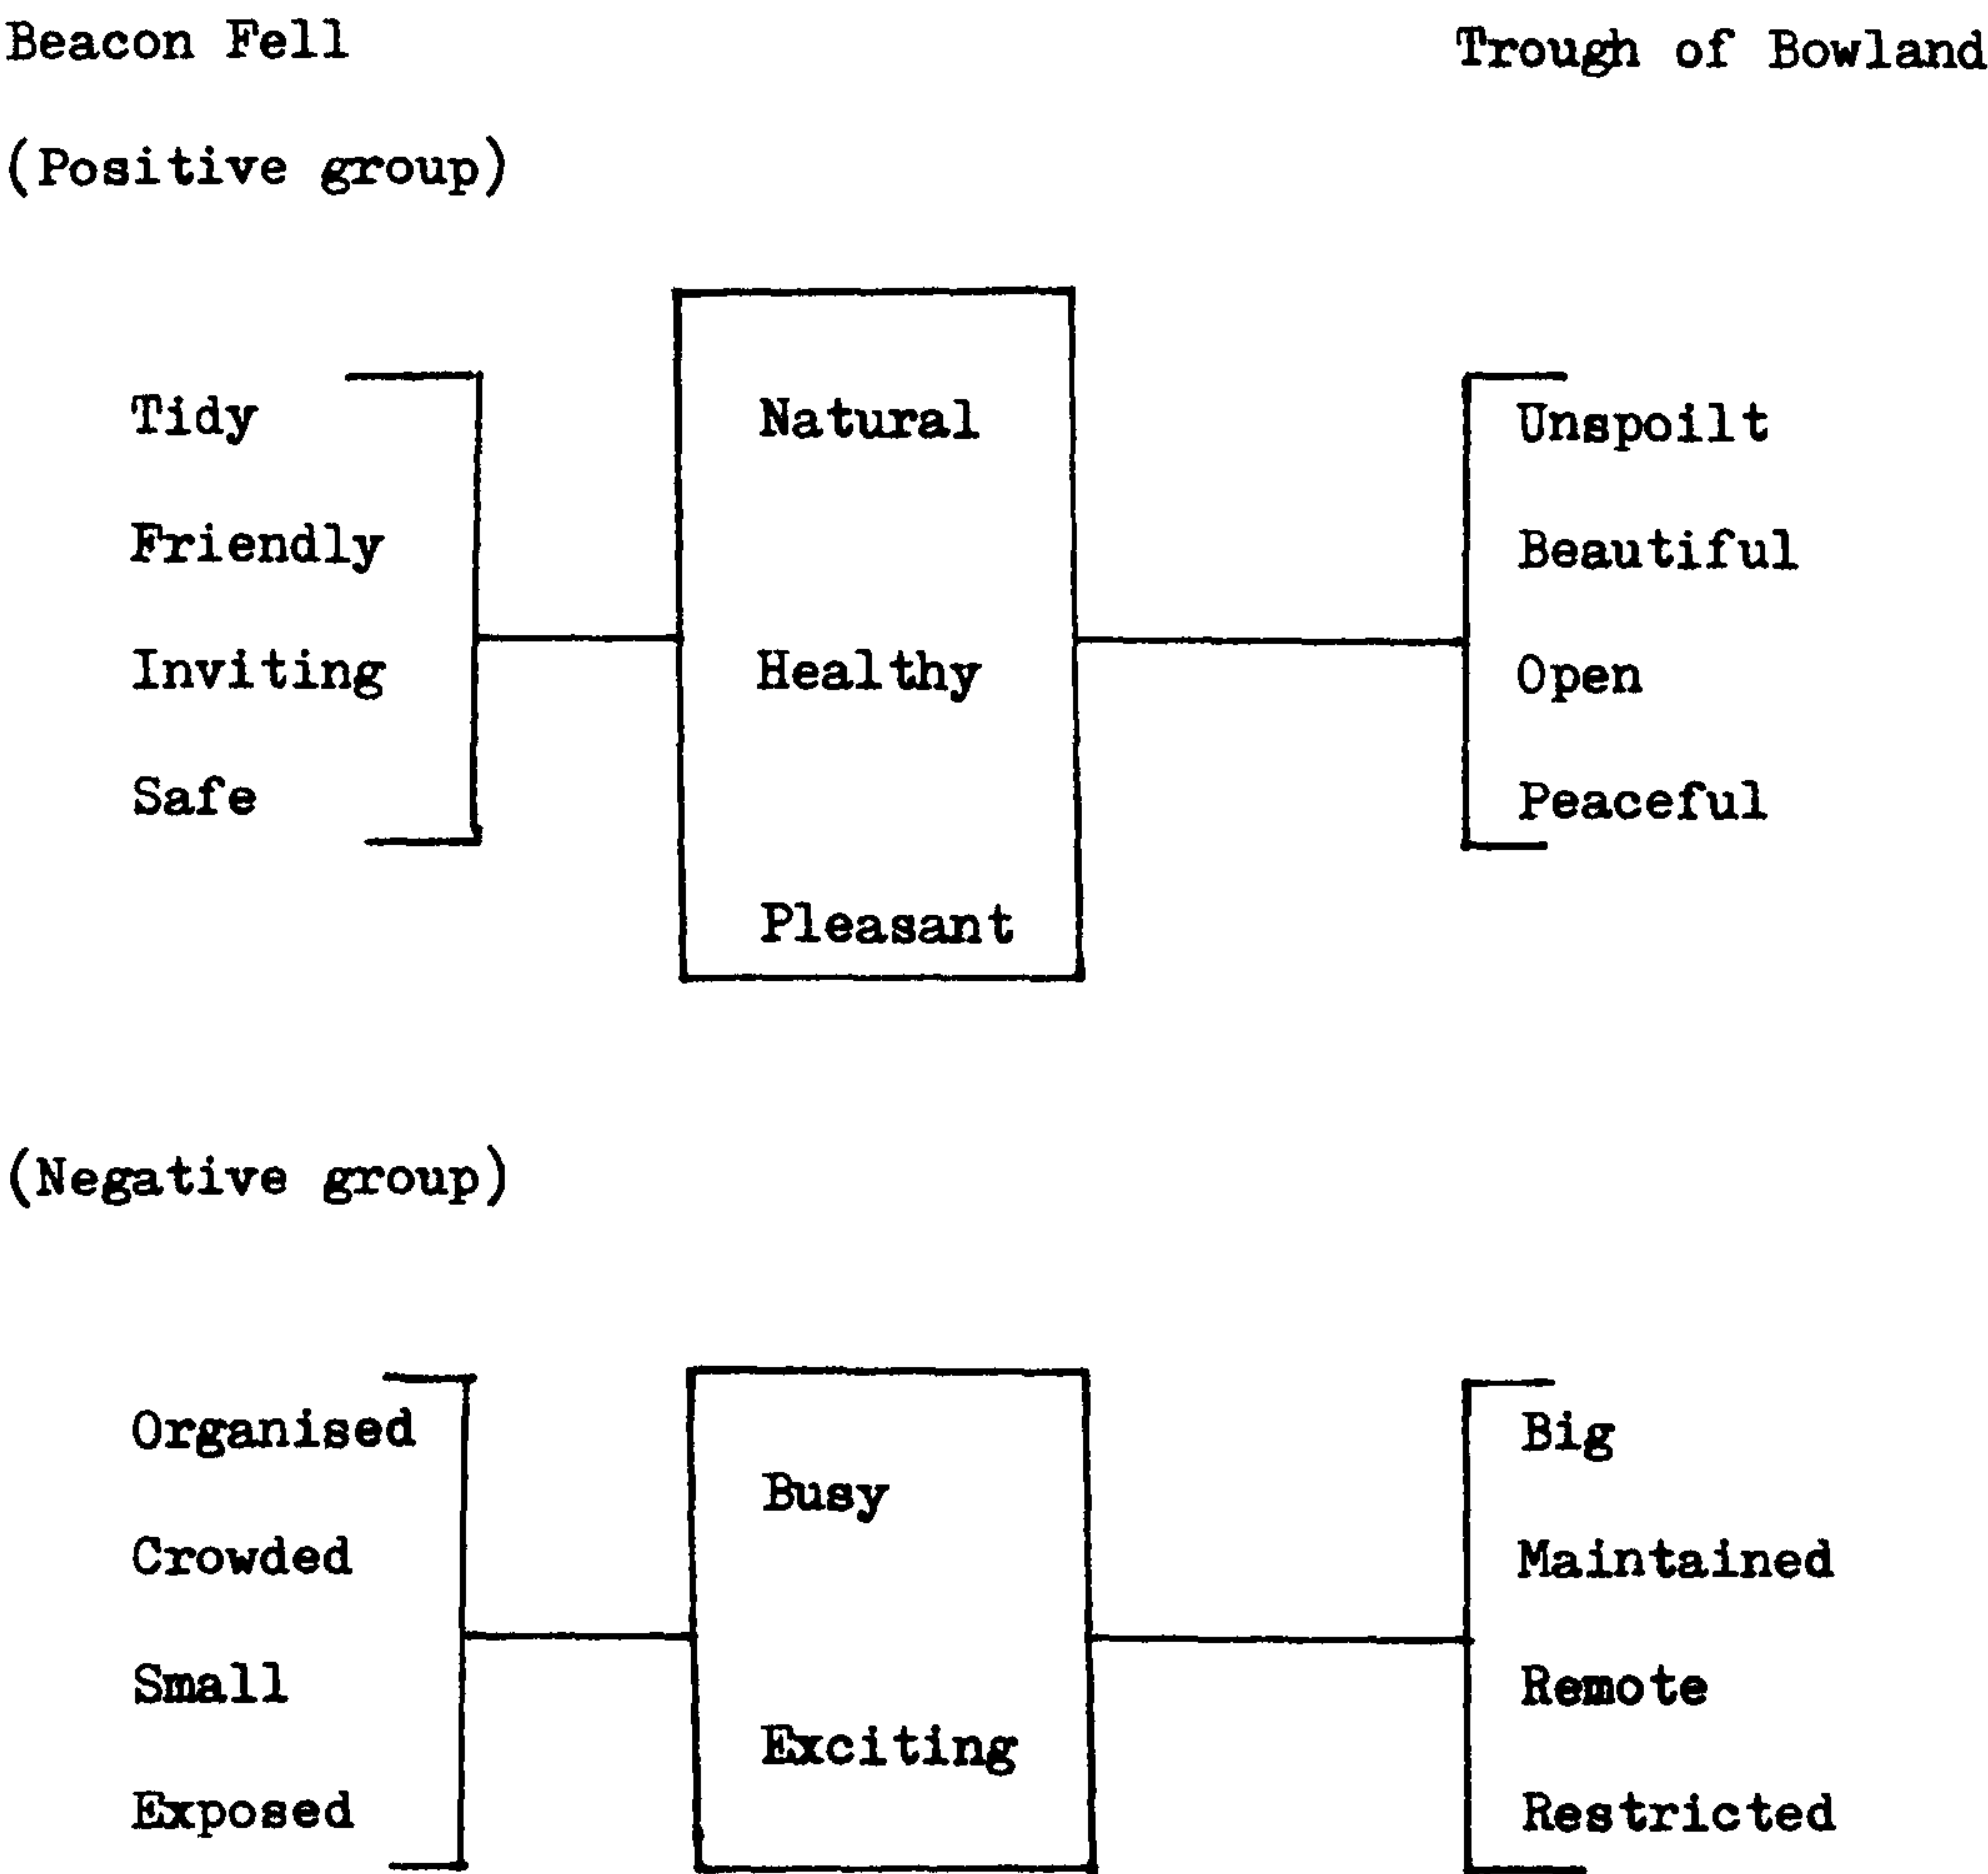 Beacon Fell
Trough of Bowland
(Positive group)
Tidy
Friendly
Inviting
Safe
Natural
Healthy
Pleasant
Unspoilt
Beautiful
Open
Peaceful
(Negative group)
Organised
Crowded
Small
Exposed
Busy
Exciting
Big
Maintained
Remote
Restricted